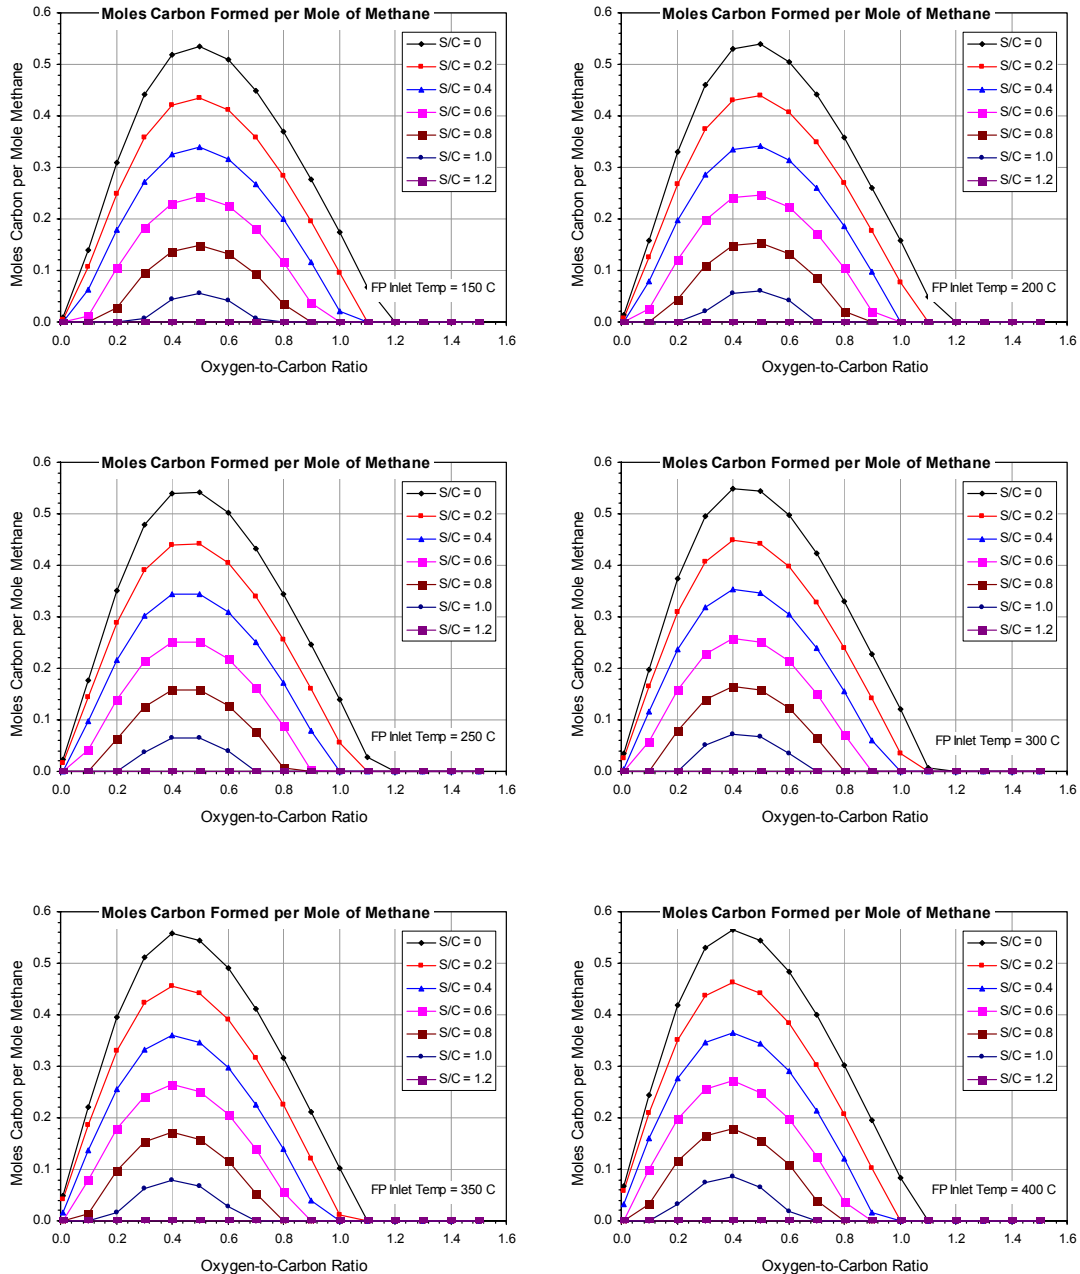 Moles Carbon Formed per Mole of Methane
Moles Carbon per Mole Methane
0.6
0.5
0.4
0.3
0.2
0.1
0.0
S/C = 0
S/C = 0.2
S/C = 0.4
S/C = 0.6
S/C = 0.8
S/C = 1.0
S/C = 1.2
FP Inlet Temp = 150 C
0.0 0.2 0.4 0.6 0.8 1.0 1.2 1.4 1.6
Oxygen-to-Carbon Ratio
Moles Carbon Formed per Mole of Methane
Moles Carbon per Mole Methane
0.6
0.5
0.4
0.3
0.2
0.1
0.0
S/C = 0
S/C = 0.2
S/C = 0.4
S/C = 0.6
S/C = 0.8
S/C = 1.0
S/C = 1.2
FP Inlet Temp = 200 C
0.0 0.2 0.4 0.6 0.8 1.0 1.2 1.4 1.6
Oxygen-to-Carbon Ratio
Moles Carbon Formed per Mole of Methane
Moles Carbon per Mole Methane
0.6
0.5
0.4
0.3
0.2
0.1
0.0
S/C = 0
S/C = 0.2
S/C = 0.4
S/C = 0.6
S/C = 0.8
S/C = 1.0
S/C = 1.2
FP Inlet Temp = 250 C
0.0 0.2 0.4 0.6 0.8 1.0 1.2 1.4 1.6
Oxygen-to-Carbon Ratio
Moles Carbon Formed per Mole of Methane
Moles Carbon per Mole Methane
0.6
0.5
0.4
0.3
0.2
0.1
0.0
S/C = 0
S/C = 0.2
S/C = 0.4
S/C = 0.6
S/C = 0.8
S/C = 1.0
S/C = 1.2
FP Inlet Temp = 300 C
0.0 0.2 0.4 0.6 0.8 1.0 1.2 1.4 1.6
Oxygen-to-Carbon Ratio
Moles Carbon Formed per Mole of Methane
Moles Carbon per Mole Methane
0.6
0.5
0.4
0.3
0.2
0.1
0.0
S/C = 0
S/C = 0.2
S/C = 0.4
S/C = 0.6
S/C = 0.8
S/C = 1.0
S/C = 1.2
FP Inlet Temp = 350 C
0.0 0.2 0.4 0.6 0.8 1.0 1.2 1.4 1.6
Oxygen-to-Carbon Ratio
Moles Carbon Formed per Mole of Methane
Moles Carbon per Mole Methane
0.6
0.5
0.4
0.3
0.2
0.1
0.0
S/C = 0
S/C = 0.2
S/C = 0.4
S/C = 0.6
S/C = 0.8
S/C = 1.0
S/C = 1.2
FP Inlet Temp = 400 C
0.0 0.2 0.4 0.6 0.8 1.0 1.2 1.4 1.6
Oxygen-to-Carbon Ratio